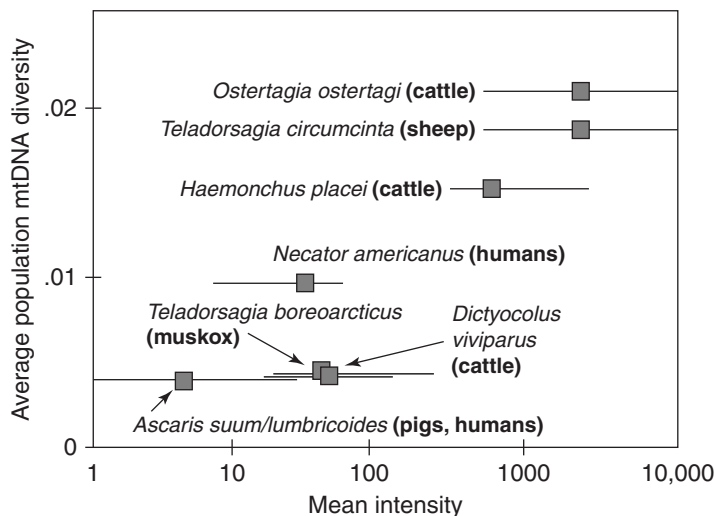 Average population mtDNA diversity
.02
.01
0
Ostertagia ostertagi (cattle)
Teladorsagia circumcinta (sheep)
Haemonchus placei (cattle)
Necator americanus (humans)
Teladorsagia boreoarcticus
(muskox)
Dictyocolus
viviparus
(cattle)
Ascaris suum/lumbricoides (pigs, humans)
1 10 100 1000 10,000
Mean intensity